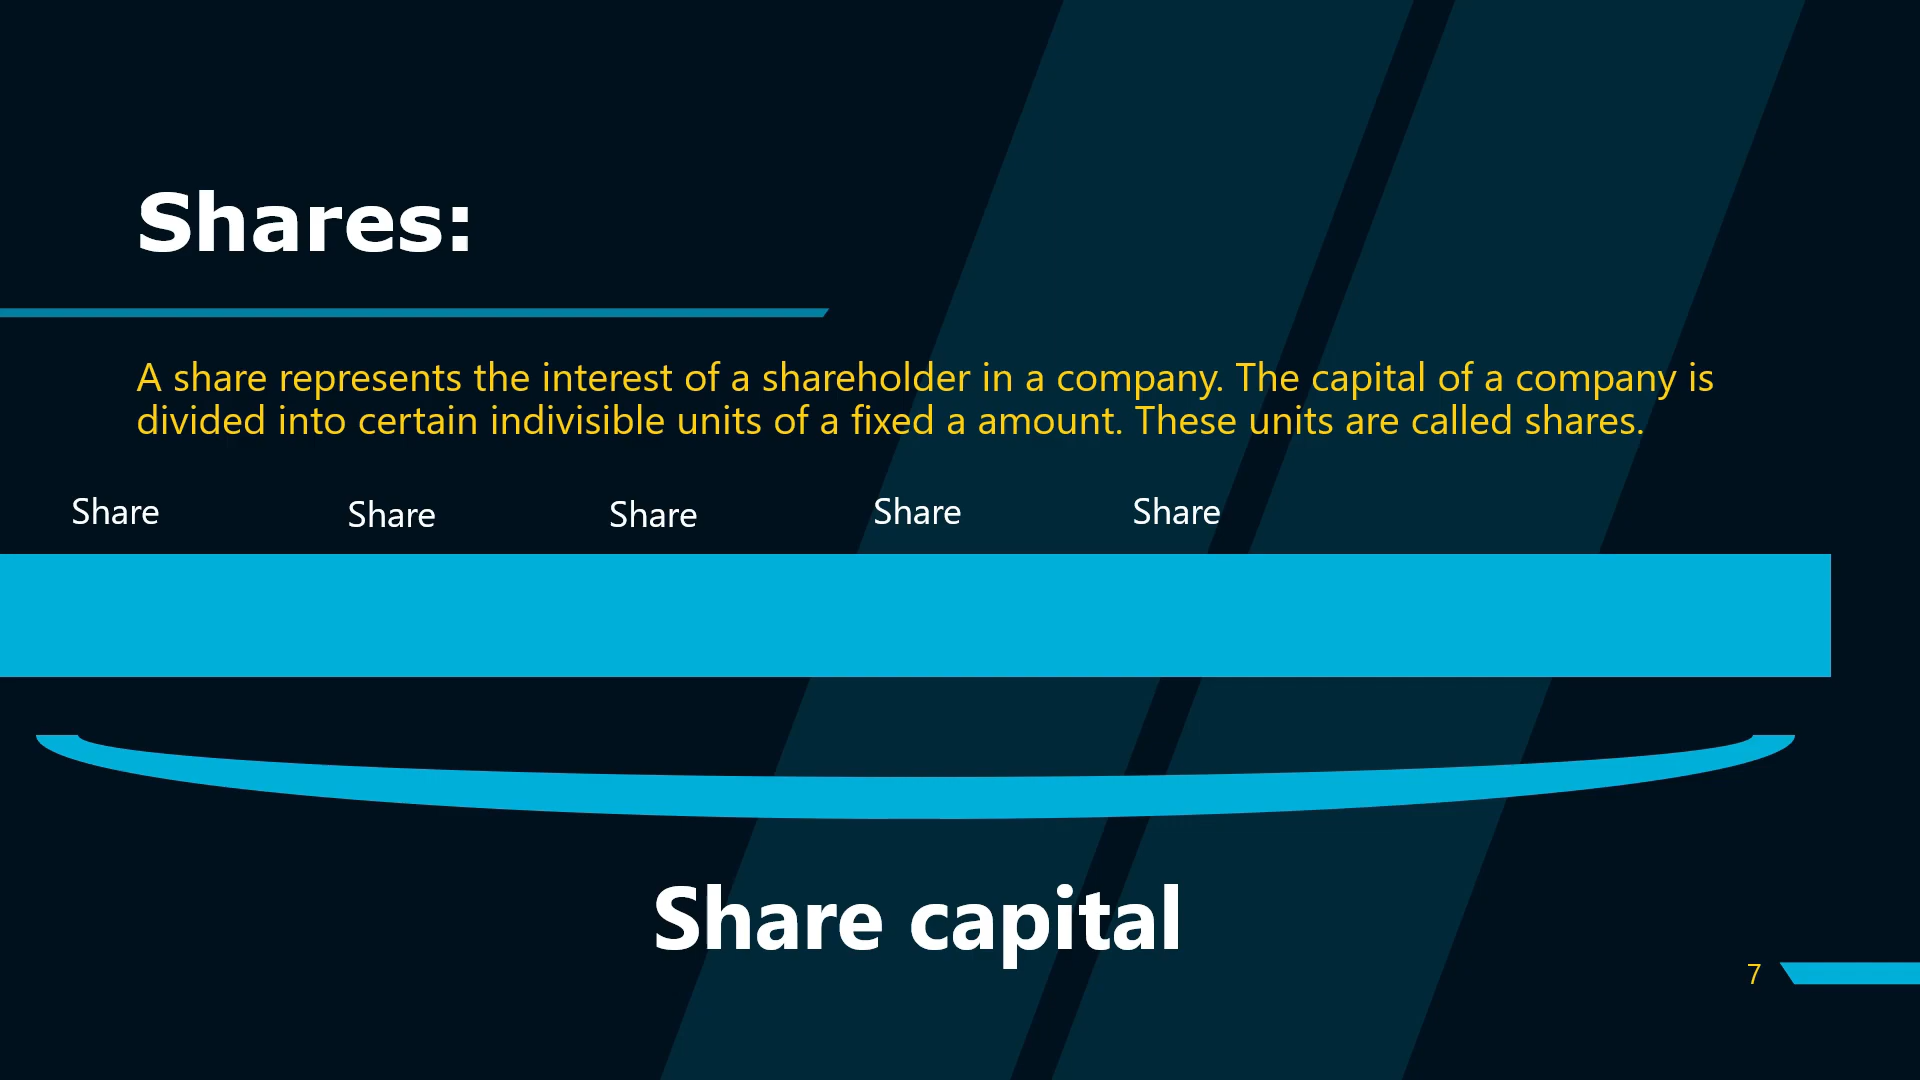 Shares:
A share represents the interest of a shareholder in a company. The capital of a company is
divided into certain indivisible units of a fixed a amount. These units are called shares.
Share Share Share Share Share
Share capital
7